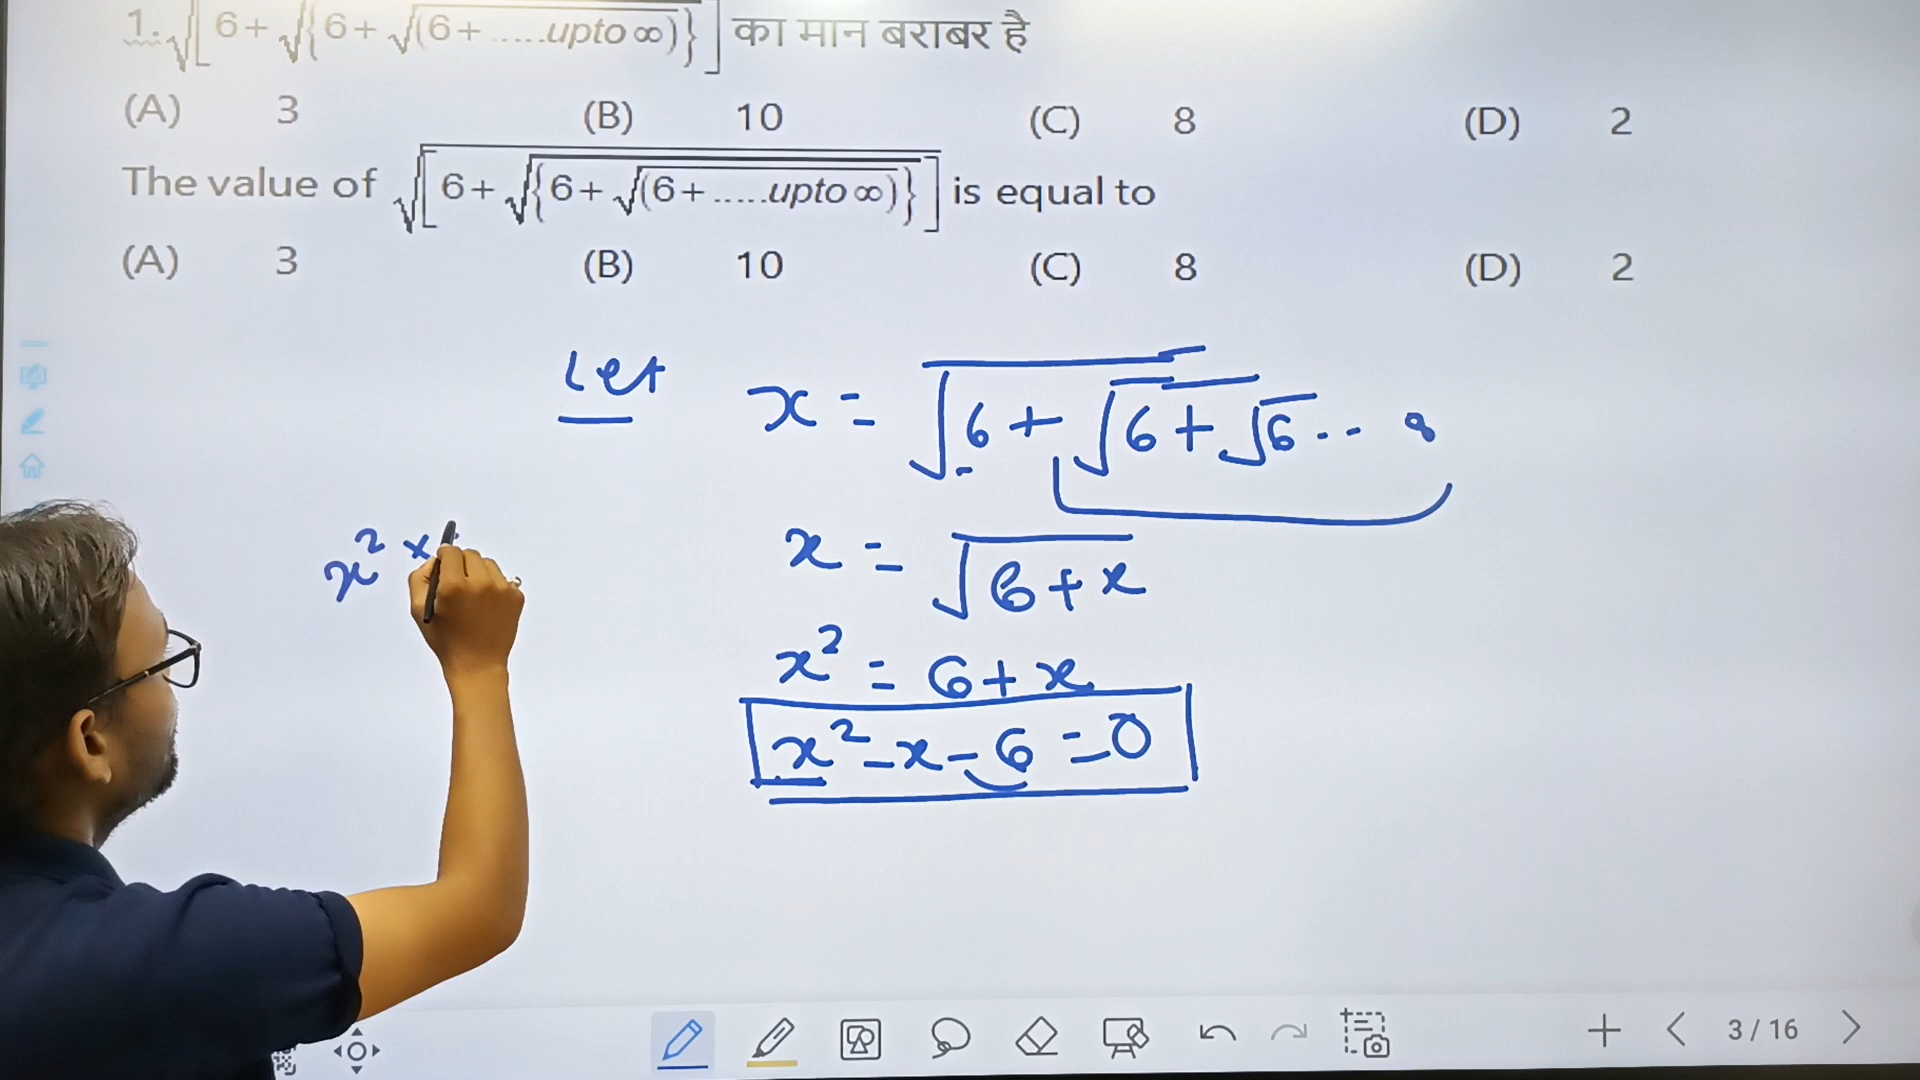 1. √[6+√{6+√(6+.....upto ∞)}] का मान बराबर है
(A) 3 (B) 10 (C) 8 (D) 2
The value of √[6+√{6+√(6+.....upto ∞)}] is equal to
(A) 3 (B) 10 (C) 8 (D) 2
Let x = √6+√6+√6.. ∞
x = √6+x
x² ×
x² = 6+x
x²-x-6=0
3 / 16